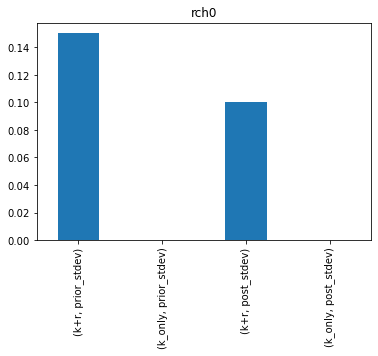 rch0
0.14
0.12
0.10
0.08
0.06
0.04
0.02
0.00
(k+r, prior_stdev)
(k_only, prior_stdev)
(k+r, post_stdev)
(k_only, post_stdev)